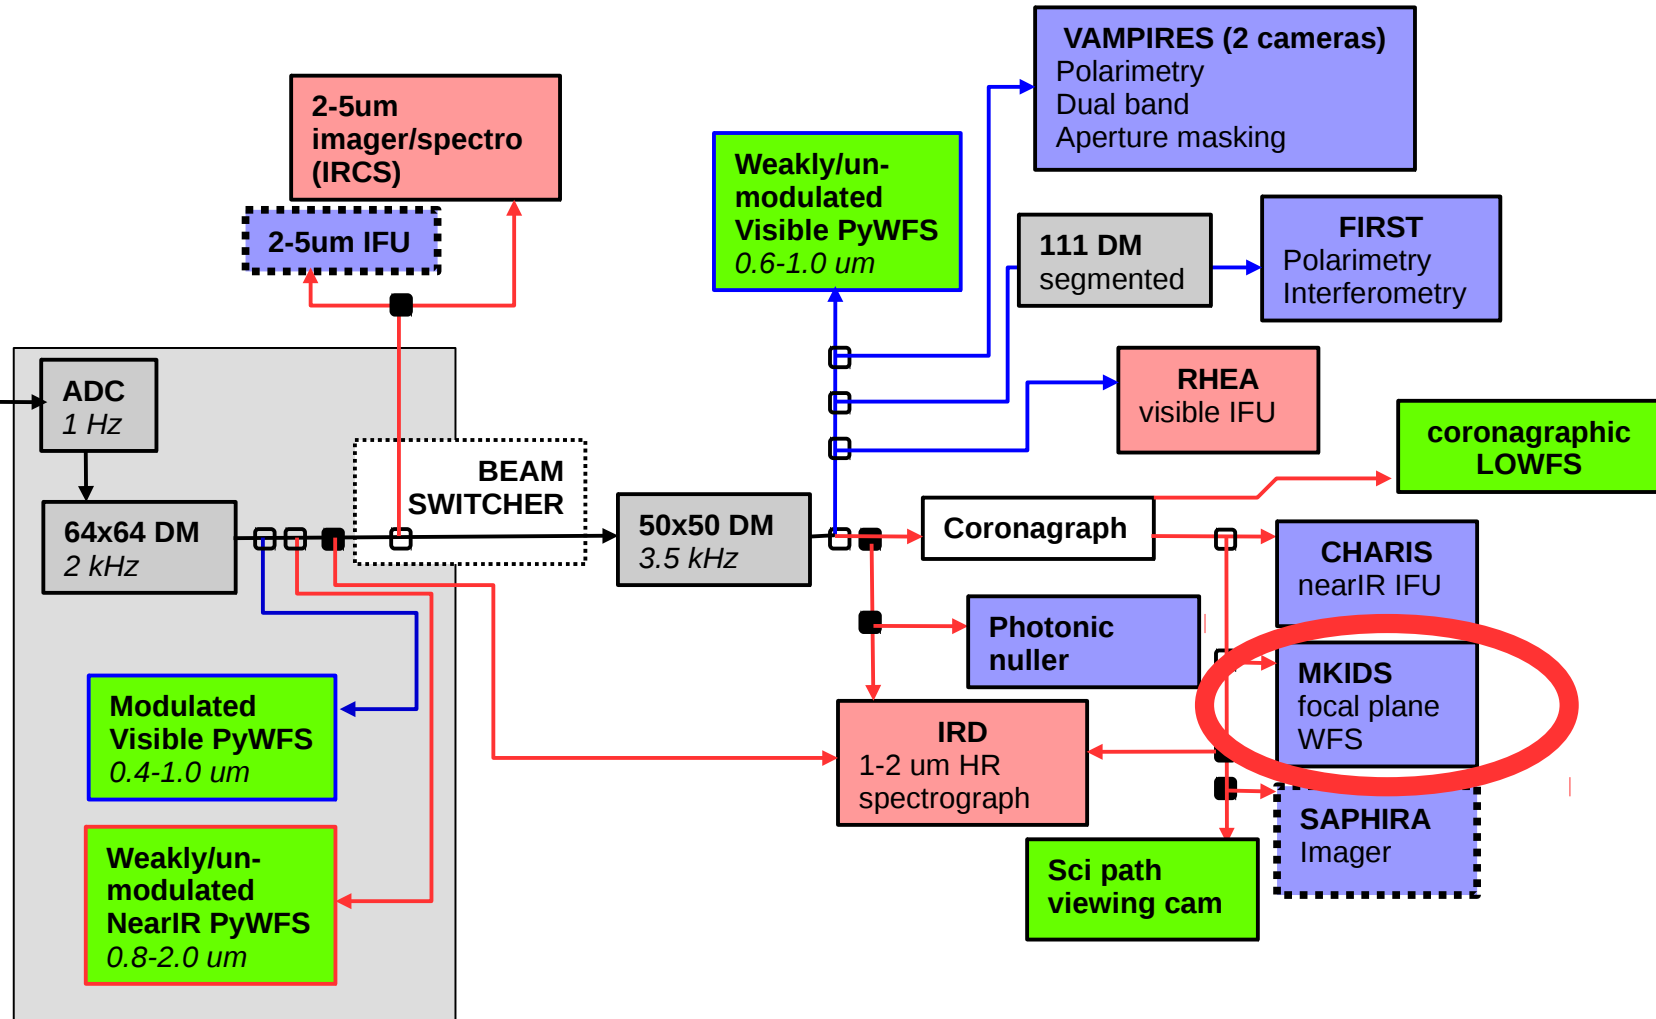 VAMPIRES (2 cameras)
Polarimetry
Dual band
Aperture masking
2-5um
imager/spectro
(IRCS)
2-5um IFU
Weakly/un-
modulated
Visible PyWFS
0.6-1.0 um
111 DM
segmented
FIRST
Polarimetry
Interferometry
ADC
1 Hz
RHEA
visible IFU
coronagraphic
LOWFS
BEAM
SWITCHER
64x64 DM
2 kHz
50x50 DM
3.5 kHz
Coronagraph
CHARIS
nearIR IFU
Photonic
nuller
MKIDS
focal plane
WFS
Modulated
Visible PyWFS
0.4-1.0 um
IRD
1-2 um HR
spectrograph
SAPHIRA
Imager
Weakly/un-
modulated
NearIR PyWFS
0.8-2.0 um
Sci path
viewing cam